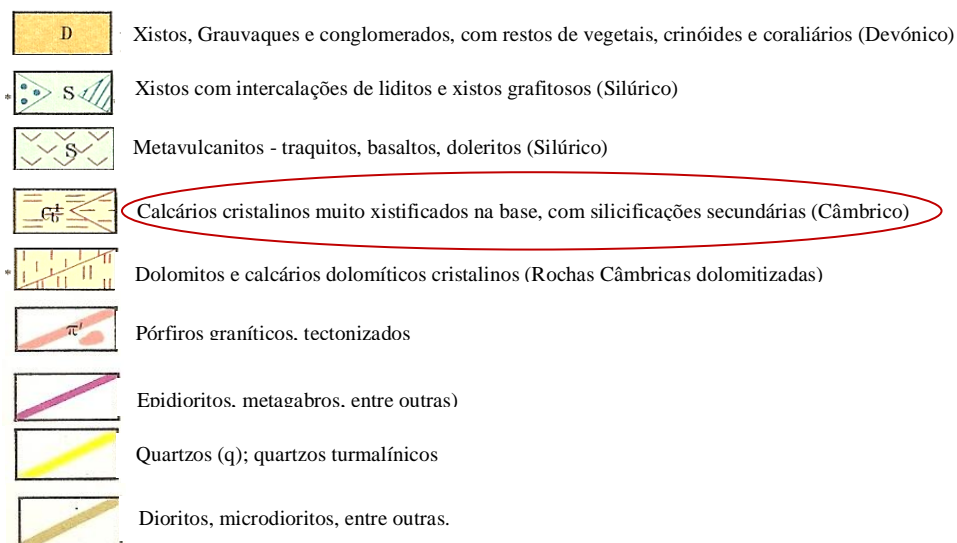 D Xistos, Grauvaques e conglomerados, com restos de vegetais, crinóides e coraliários (Devónico)
* S Xistos com intercalações de liditos e xistos grafitosos (Silúrico)
S Metavulcanitos - traquitos, basaltos, doleritos (Silúrico)
Calcários cristalinos muito xistificados na base, com silicificações secundárias (Câmbrico)
* Dolomitos e calcários dolomíticos cristalinos (Rochas Câmbricas dolomitizadas)
π' Pórfiros graníticos, tectonizados
Epidioritos, metagabros, entre outras)
Quartzos (q); quartzos turmalínicos
Dioritos, microdioritos, entre outras.